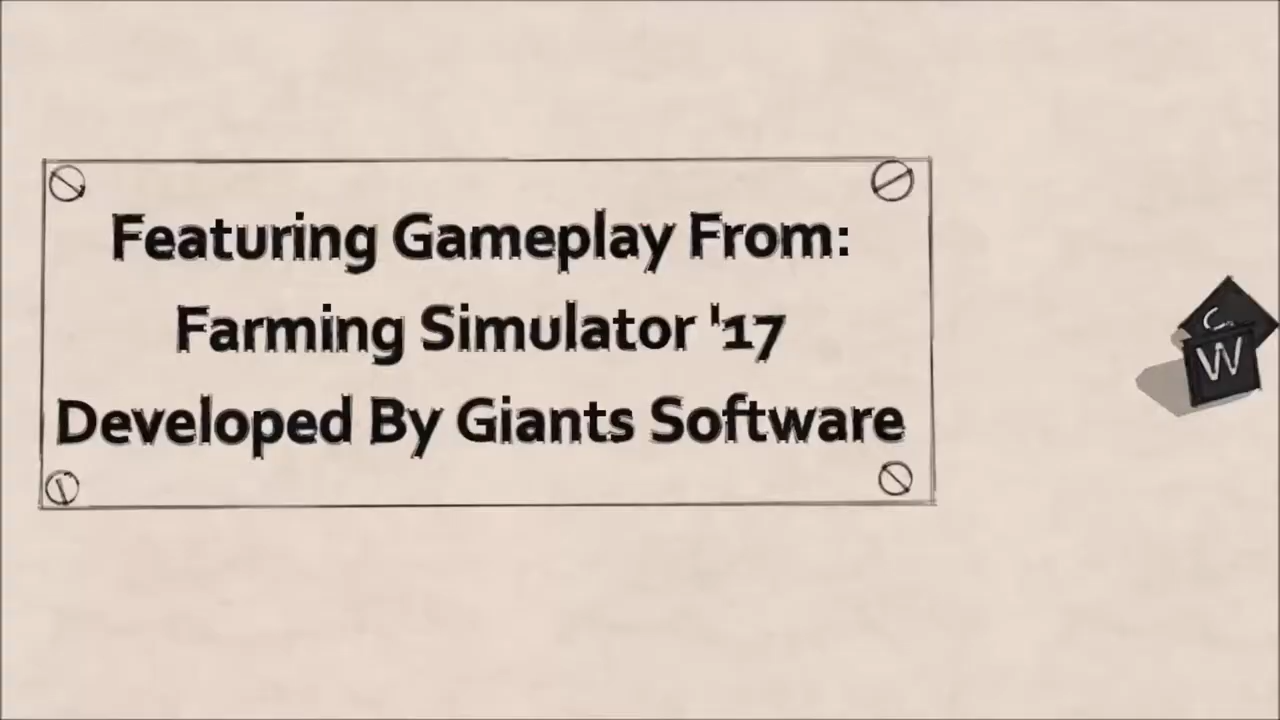 Featuring Gameplay From:
Farming Simulator '17
Developed By Giants Software
C
W